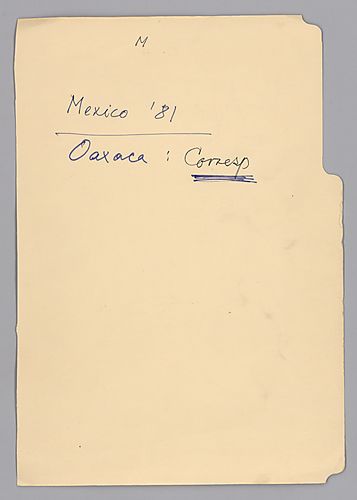 M
Mexico '81
Oaxaca : Corresp